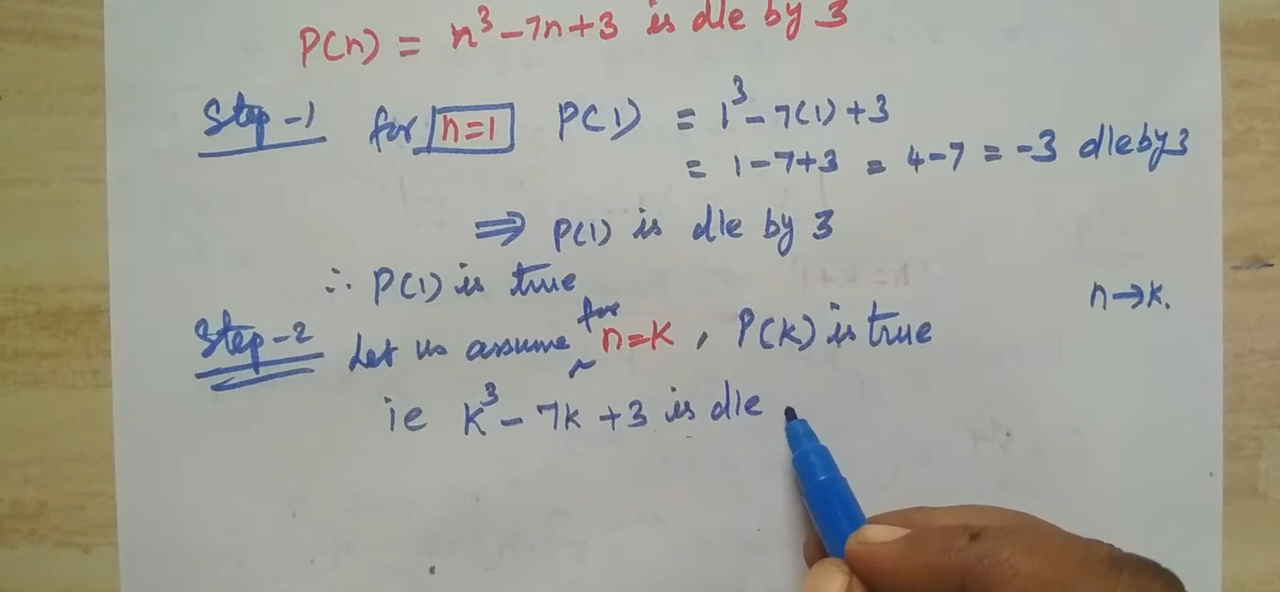 P(n) = n³-7n+3 is dle by 3
Step-1 for n=1 P(1) = 1³-7(1)+3
= 1-7+3 = 4-7 = -3 dle by 3
⇒ P(1) is dle by 3
∴ P(1) is true
n→k.
Step-2 Let us assume for n=k, P(k) is true
ie k³-7k+3 is dle